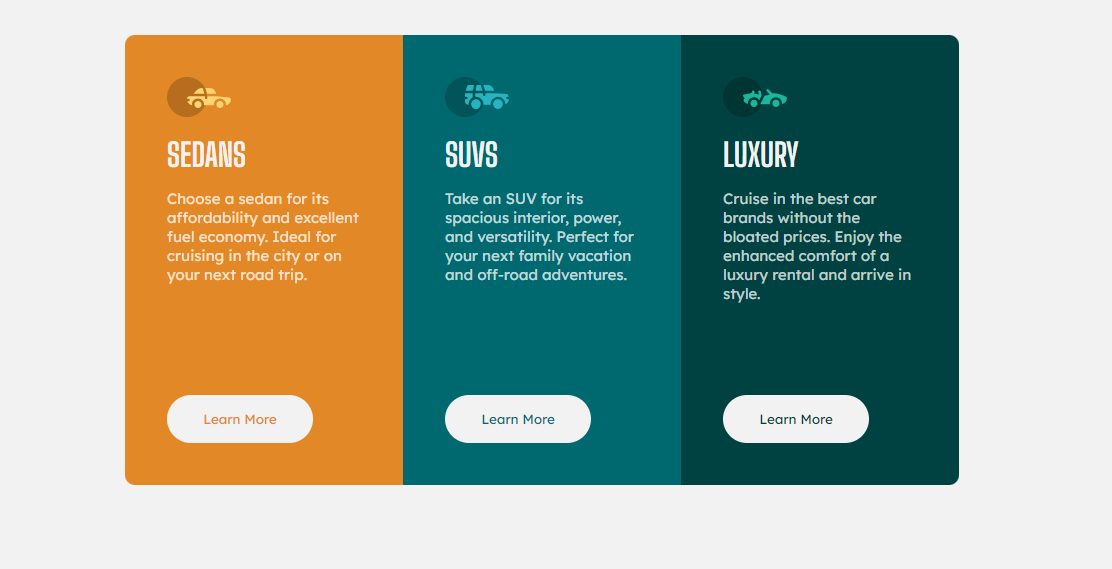 SEDANS
Choose a sedan for its
affordability and excellent
fuel economy. Ideal for
cruising in the city or on
your next road trip.
Learn More
SUVS
Take an SUV for its
spacious interior, power,
and versatility. Perfect for
your next family vacation
and off-road adventures.
Learn More
LUXURY
Cruise in the best car
brands without the
bloated prices. Enjoy the
enhanced comfort of a
luxury rental and arrive in
style.
Learn More